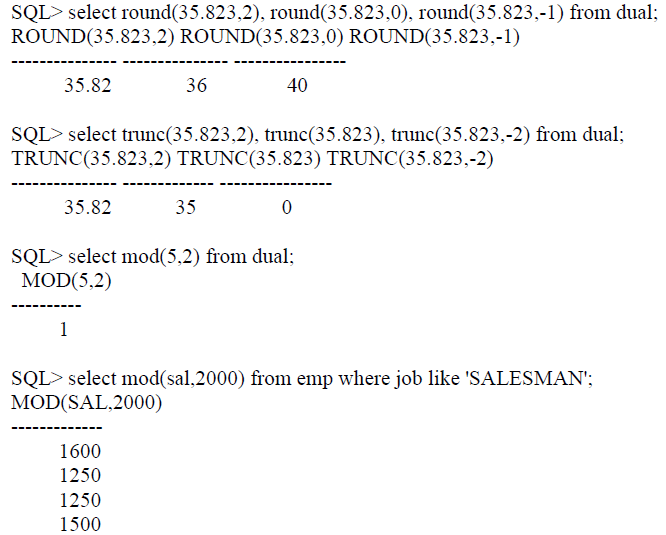 SQL> select round(35.823,2), round(35.823,0), round(35.823,-1) from dual;
ROUND(35.823,2) ROUND(35.823,0) ROUND(35.823,-1)
--------------- --------------- ----------------
35.82 36 40
SQL> select trunc(35.823,2), trunc(35.823), trunc(35.823,-2) from dual;
TRUNC(35.823,2) TRUNC(35.823) TRUNC(35.823,-2)
--------------- ------------- ----------------
35.82 35 0
SQL> select mod(5,2) from dual;
MOD(5,2)
----------
1
SQL> select mod(sal,2000) from emp where job like 'SALESMAN';
MOD(SAL,2000)
-------------
1600
1250
1250
1500